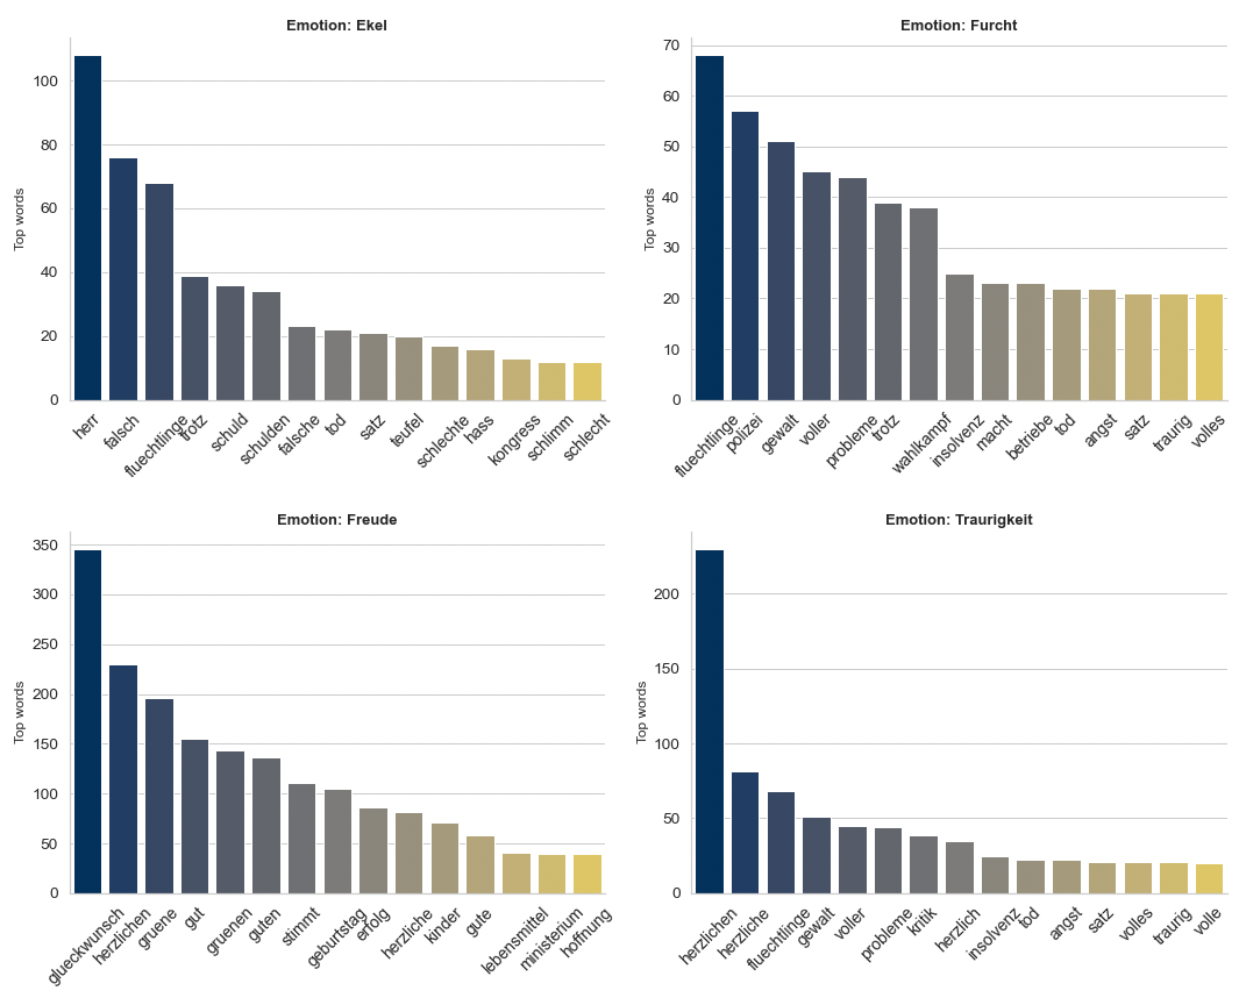 Emotion: Ekel
Top words
100
80
60
40
20
0
herr
falsch
fluechtlinge
trotz
schuld
schulden
falsche
tod
satz
teufel
schlechte
hass
kongress
schlimm
schlecht
Emotion: Furcht
Top words
70
60
50
40
30
20
10
0
fluechtlinge
polizei
gewalt
voller
probleme
trotz
wahlkampf
insolvenz
macht
betriebe
tod
angst
satz
traurig
volles
Emotion: Freude
Top words
350
300
250
200
150
100
50
0
glueckwunsch
herzlichen
gruene
gut
gruenen
guten
stimmt
geburtstag
erfolg
herzliche
kinder
gute
lebensmittel
ministerium
hoffnung
Emotion: Traurigkeit
Top words
200
150
100
50
0
herzlichen
herzliche
fluechtlinge
gewalt
voller
probleme
kritik
herzlich
insolvenz
tod
angst
satz
volles
traurig
volle